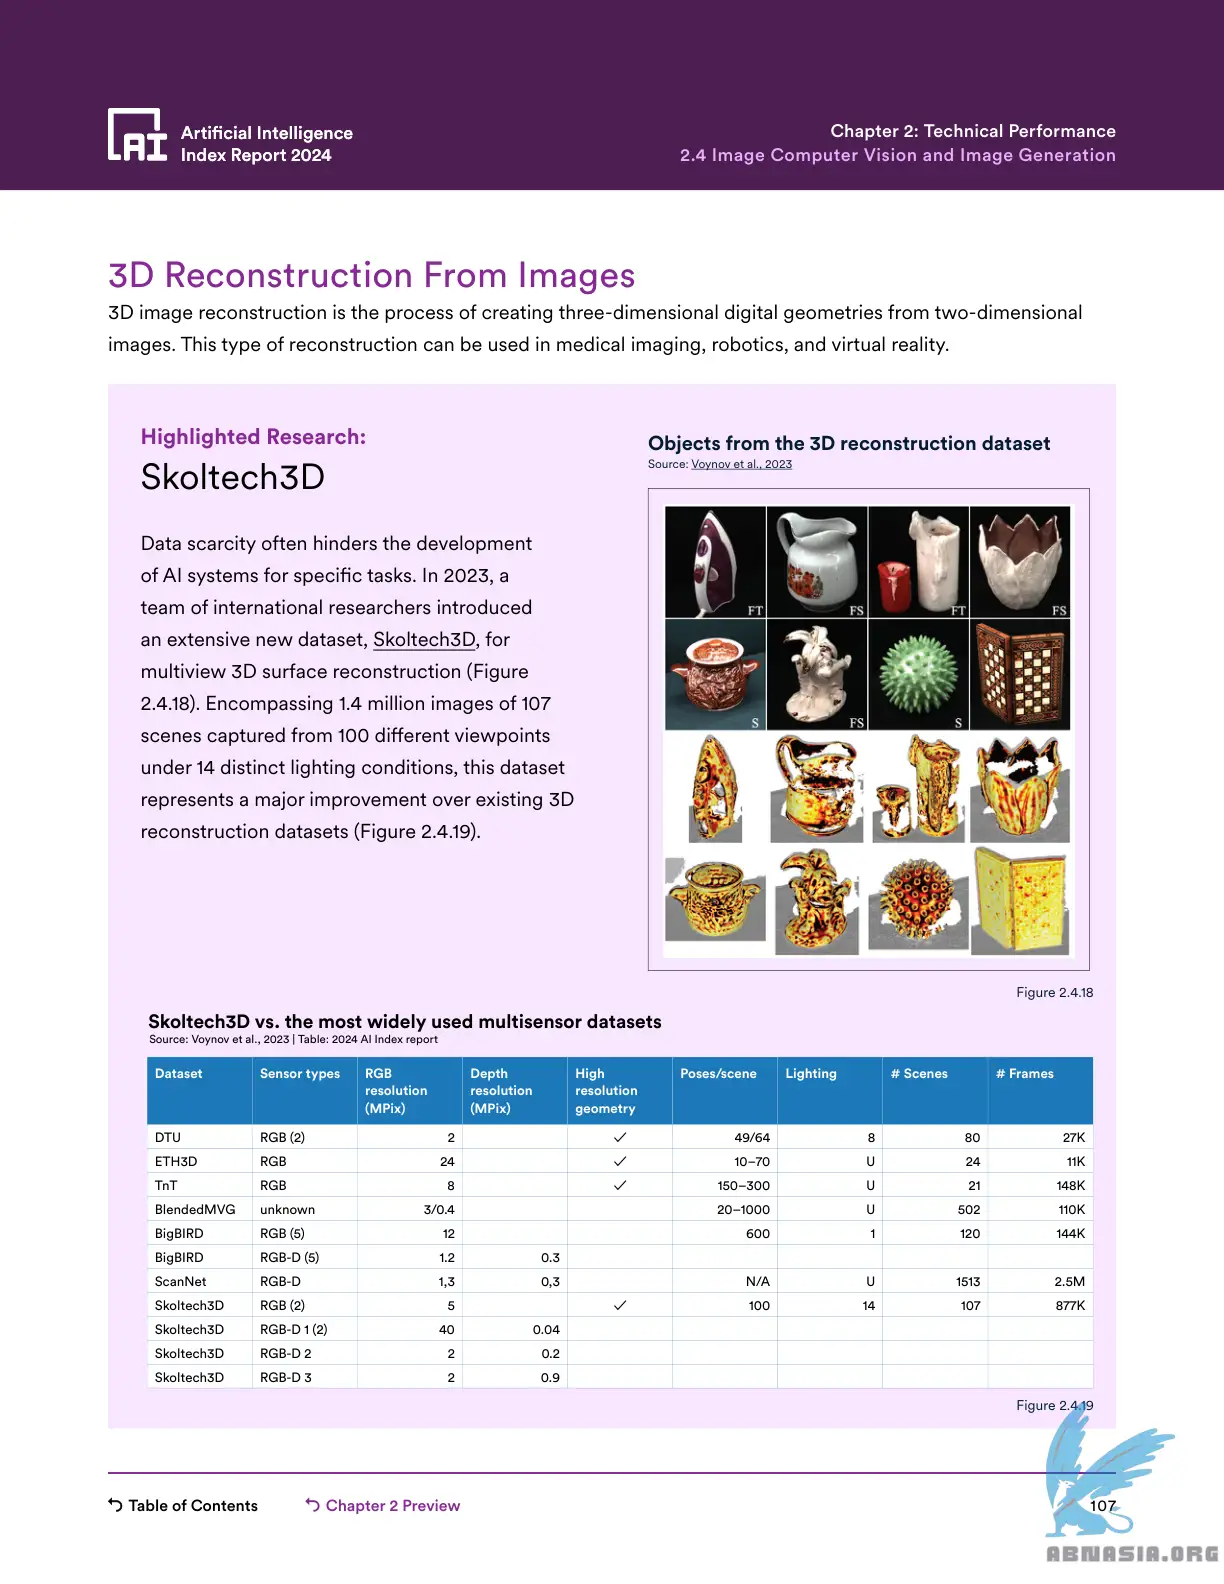 Artificial Intelligence
Index Report 2024
Chapter 2: Technical Performance
2.4 Image Computer Vision and Image Generation
3D Reconstruction From Images
3D image reconstruction is the process of creating three-dimensional digital geometries from two-dimensional
images. This type of reconstruction can be used in medical imaging, robotics, and virtual reality.
Highlighted Research:
Skoltech3D
Data scarcity often hinders the development
of AI systems for specific tasks. In 2023, a
team of international researchers introduced
an extensive new dataset, Skoltech3D, for
multiview 3D surface reconstruction (Figure
2.4.18). Encompassing 1.4 million images of 107
scenes captured from 100 different viewpoints
under 14 distinct lighting conditions, this dataset
represents a major improvement over existing 3D
reconstruction datasets (Figure 2.4.19).
Objects from the 3D reconstruction dataset
Source: Voynov et al., 2023
FT FS FT FS
S FS S
Figure 2.4.18
Skoltech3D vs. the most widely used multisensor datasets
Source: Voynov et al., 2023 | Table: 2024 AI Index report
Dataset Sensor types RGB resolution (MPix) Depth resolution (MPix) High resolution geometry Poses/scene Lighting # Scenes # Frames
DTU RGB (2) 2 ✓ 49/64 8 80 27K
ETH3D RGB 24 ✓ 10–70 U 24 11K
TnT RGB 8 ✓ 150–300 U 21 148K
BlendedMVG unknown 3/0.4 20–1000 U 502 110K
BigBIRD RGB (5) 12 600 1 120 144K
BigBIRD RGB-D (5) 1.2 0.3
ScanNet RGB-D 1,3 0,3 N/A U 1513 2.5M
Skoltech3D RGB (2) 5 ✓ 100 14 107 877K
Skoltech3D RGB-D 1 (2) 40 0.04
Skoltech3D RGB-D 2 2 0.2
Skoltech3D RGB-D 3 2 0.9
Figure 2.4.19
Table of Contents
Chapter 2 Preview
107
ABNASIA.ORG